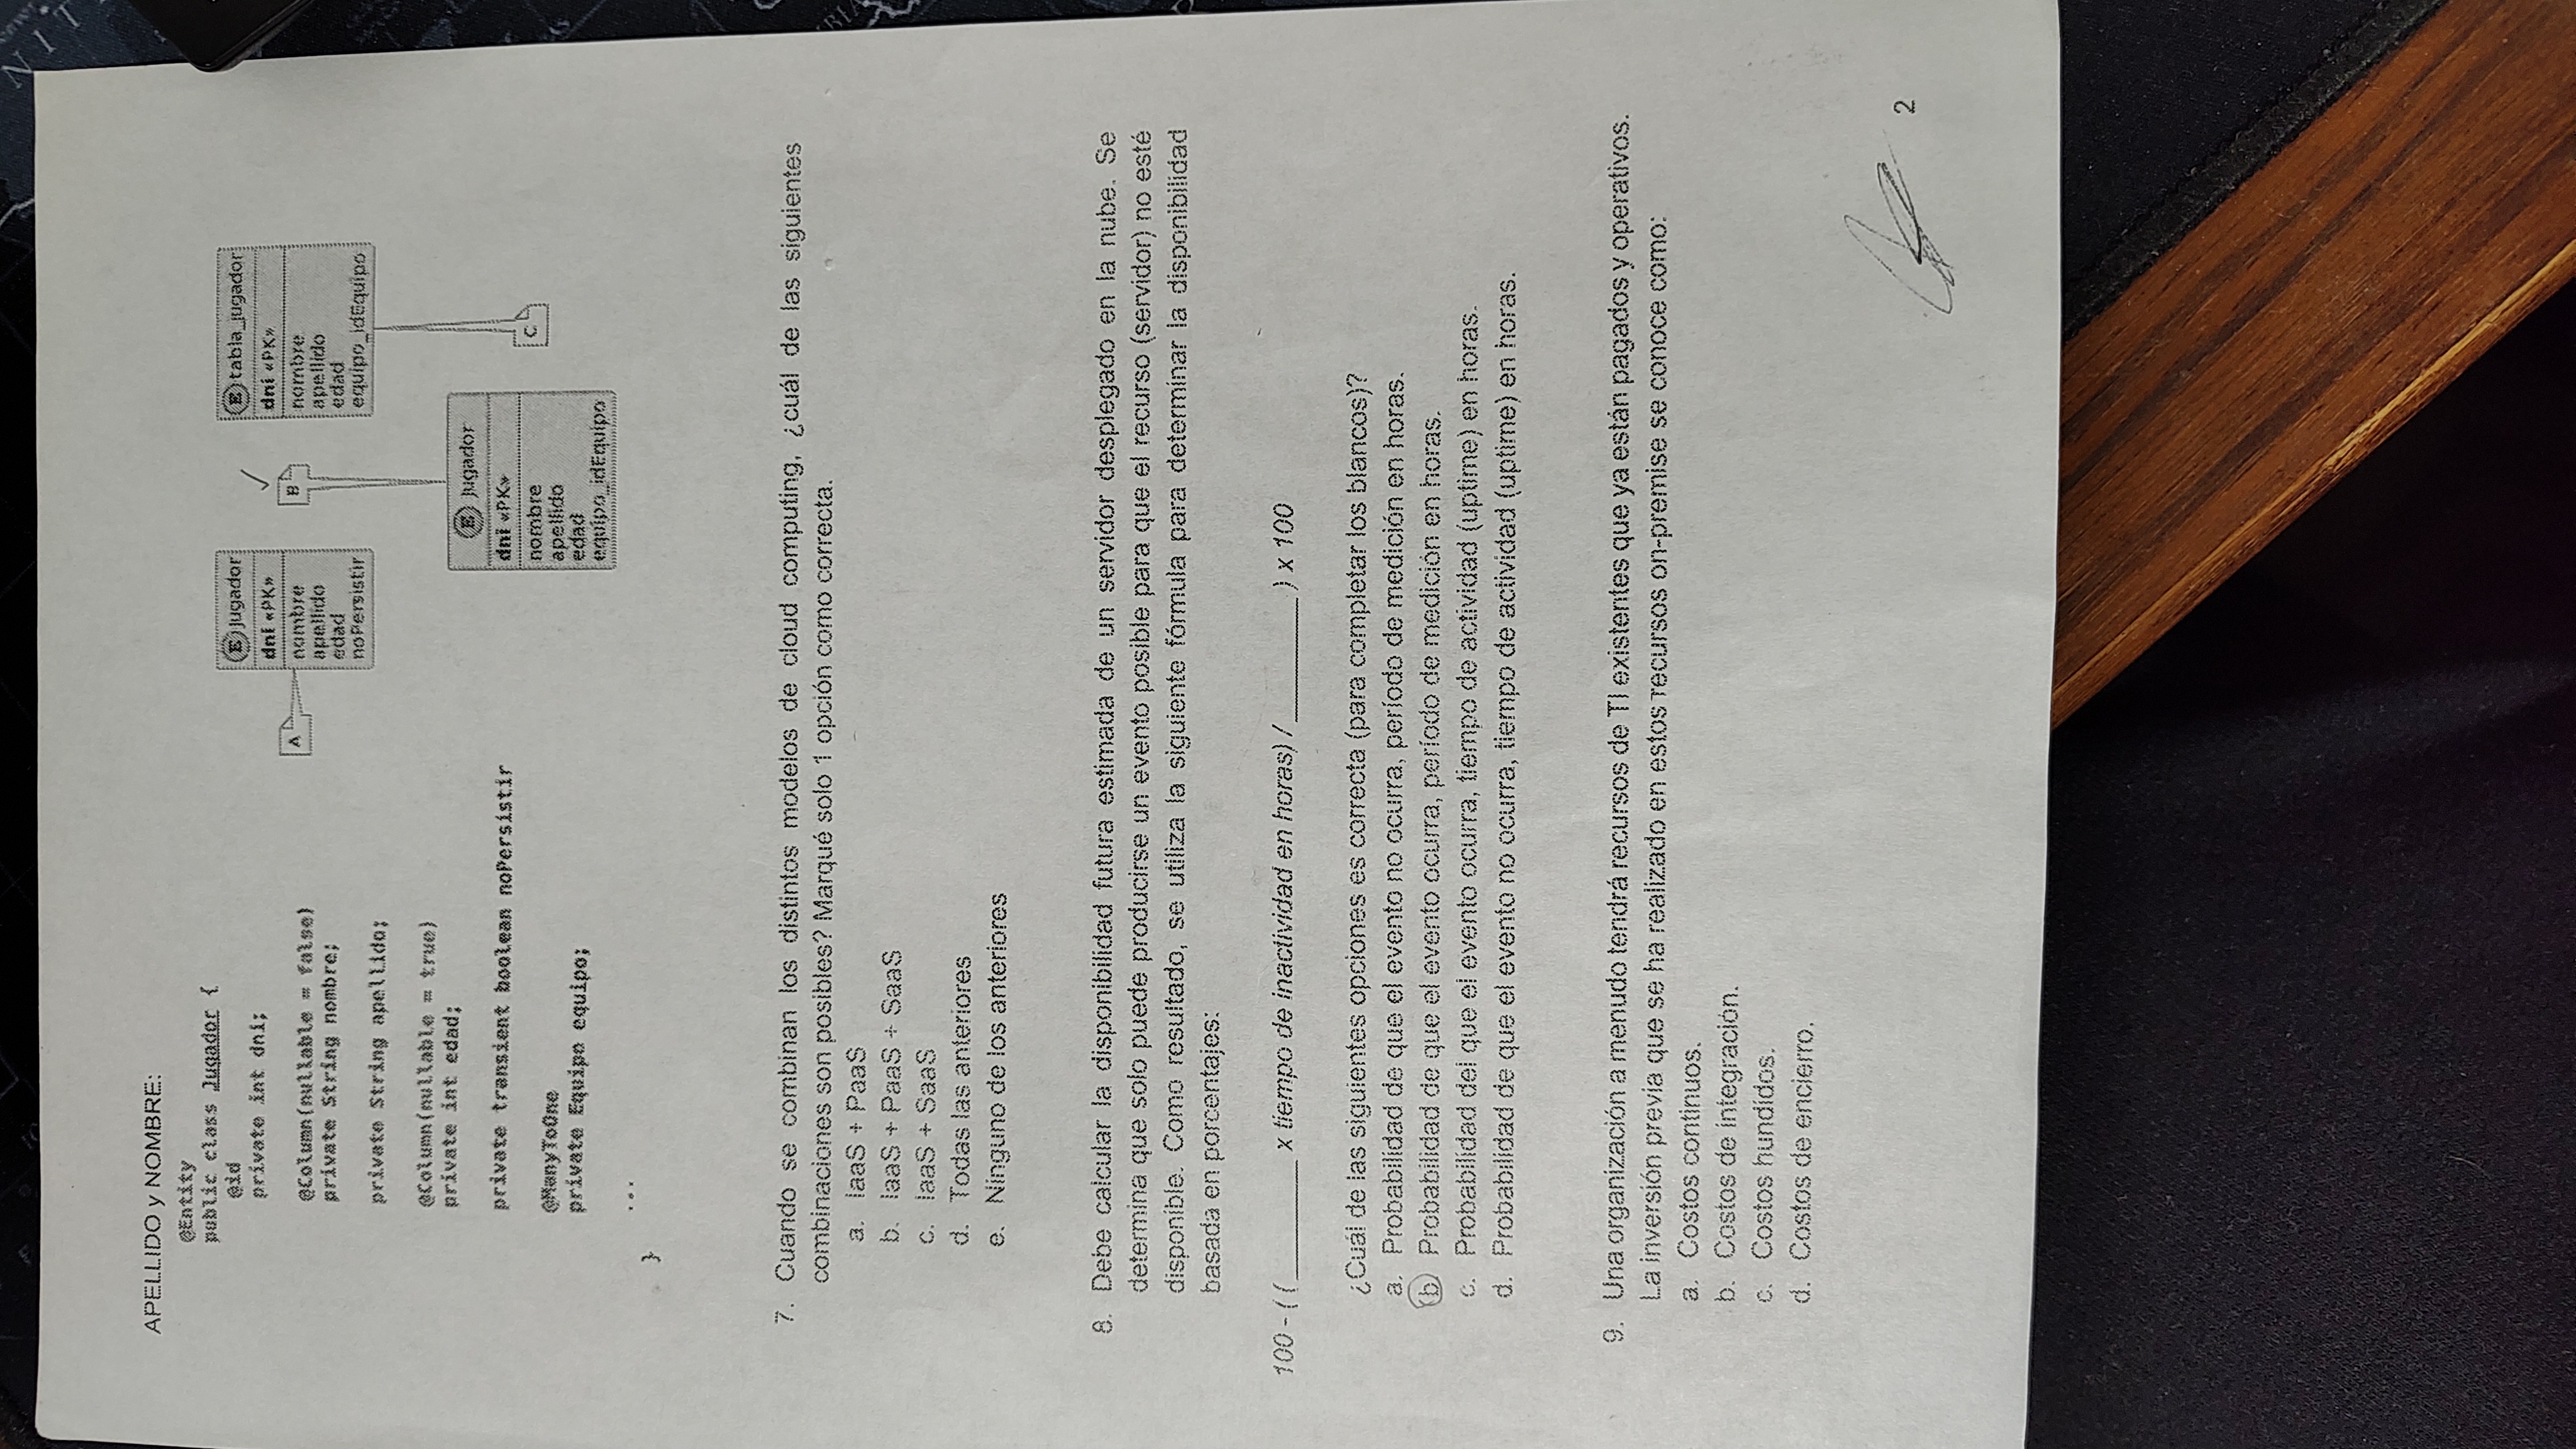 APELLIDO y NOMBRE:
@Entity
public class Jugador {
@id
private int dni;
@Column(nullable = false)
private String nombre;
private String apellido;
@Column(nullable = true)
private int edad;
private transient boolean noPersistir
@ManyToOne
private Equipo equipo;
...
}
A
E Jugador
dni «PK»
nombre
apellido
edad
noPersistir
B
E Jugador
dni «PK»
nombre
apellido
edad
equipo_idEquipo
E tabla_jugador
dni «PK»
nombre
apellido
edad
equipo_idEquipo
C
7. Cuando se combinan los distintos modelos de cloud computing, ¿cuál de las siguientes
combinaciones son posibles? Marqué solo 1 opción como correcta.
a. IaaS + PaaS
b. IaaS + PaaS + SaaS
c. IaaS + SaaS
d. Todas las anteriores
e. Ninguno de los anteriores
8. Debe calcular la disponibilidad futura estimada de un servidor desplegado en la nube. Se
determina que solo puede producirse un evento posible para que el recurso (servidor) no esté
disponible. Como resultado, se utiliza la siguiente fórmula para determinar la disponibilidad
basada en porcentajes:
100 - ( (_________ x tiempo de inactividad en horas) / _________ ) x 100
¿Cuál de las siguientes opciones es correcta (para completar los blancos)?
a. Probabilidad de que el evento no ocurra, período de medición en horas.
b. Probabilidad de que el evento ocurra, período de medición en horas.
c. Probabilidad del que el evento ocurra, tiempo de actividad (uptime) en horas.
d. Probabilidad de que el evento no ocurra, tiempo de actividad (uptime) en horas.
9. Una organización a menudo tendrá recursos de TI existentes que ya están pagados y operativos.
La inversión previa que se ha realizado en estos recursos on-premise se conoce como:
a. Costos continuos.
b. Costos de integración.
c. Costos hundidos.
d. Costos de encierro.
2